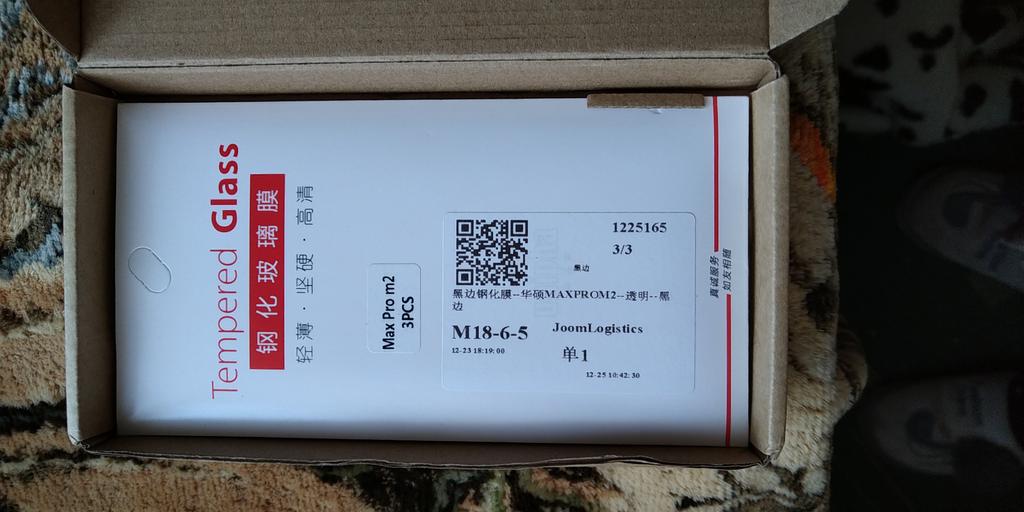 Tempered Glass
钢化玻璃膜
轻薄·坚硬·高清
Max Pro m2
3PCS
1225165
3/3
黑边
黑边钢化膜--华硕MAXPROM2--透明--黑
边
M18-6-5
JoomLogistics
12-23 18:19:00
单1
12-25 10:42:30
真诚服务
如友相随